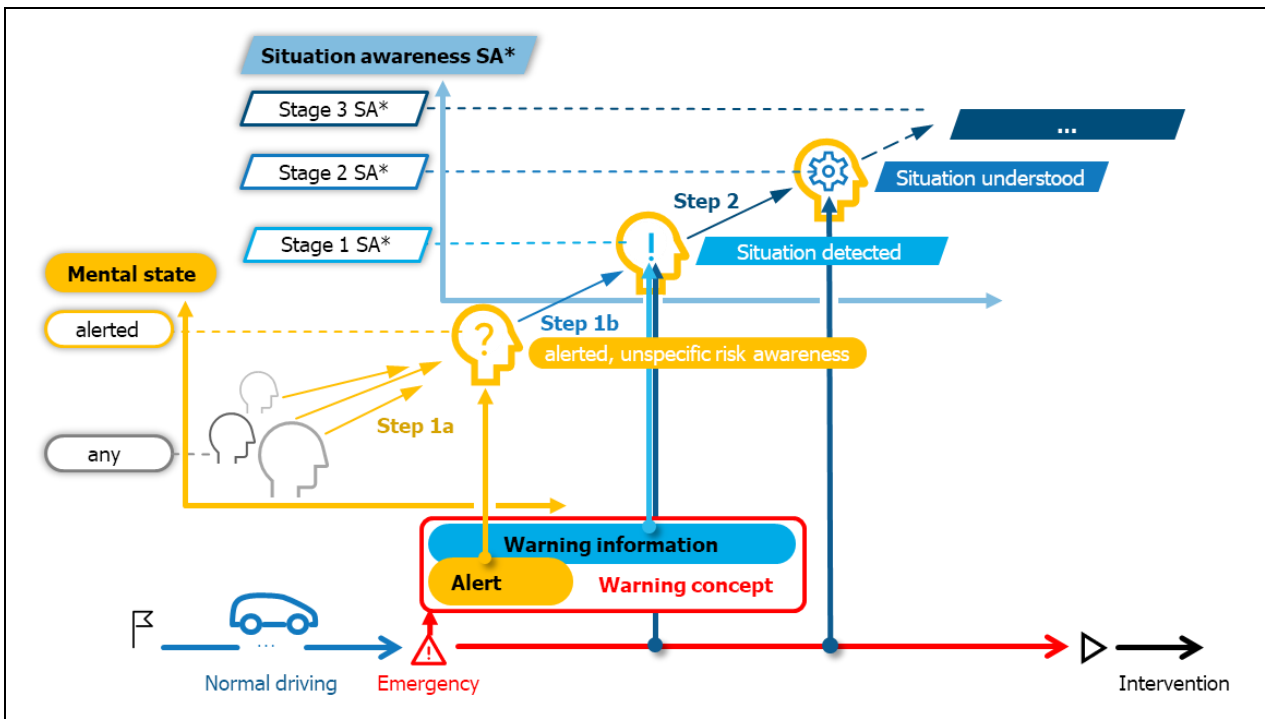 Situation awareness SA*
Stage 3 SA*
...
Stage 2 SA*
Situation understood
Step 2
Stage 1 SA*
!
Situation detected
Mental state
alerted
?
Step 1b
alerted, unspecific risk awareness
Step 1a
any
Warning information
Alert
Warning concept
...
!
Normal driving
Emergency
Intervention